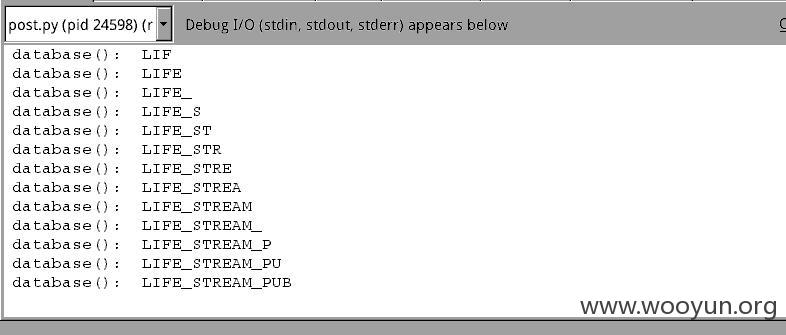 post.py (pid 24598) (r
Debug I/O (stdin, stdout, stderr) appears below
database(): LIF
database(): LIFE
database(): LIFE_
database(): LIFE_S
database(): LIFE_ST
database(): LIFE_STR
database(): LIFE_STRE
database(): LIFE_STREA
database(): LIFE_STREAM
database(): LIFE_STREAM_
database(): LIFE_STREAM_P
database(): LIFE_STREAM_PU
database(): LIFE_STREAM_PUB
www.wooyun.org